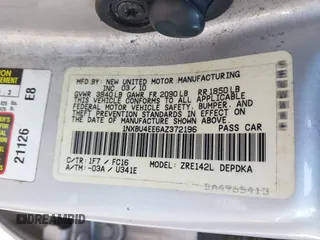 MFD. BY: NEW UNITED MOTOR MANUFACTURING
INC. 03/10
GVWR 3840LB GAWR FR 2090LB RR1850LB
THIS VEHICLE CONFORMS TO ALL APPLICABLE
FEDERAL MOTOR VEHICLE SAFETY, BUMPER, AND
THEFT PREVENTION STANDARDS IN EFFECT ON THE
DATE OF MANUFACTURE SHOWN ABOVE.
1NXBU4EE6AZ372196 PASS CAR
C/TR: 1F7 / FC16
A/TM: -03A / U341E
MODEL: ZRE142L DEPDKA
21126 E8
DREAMBID